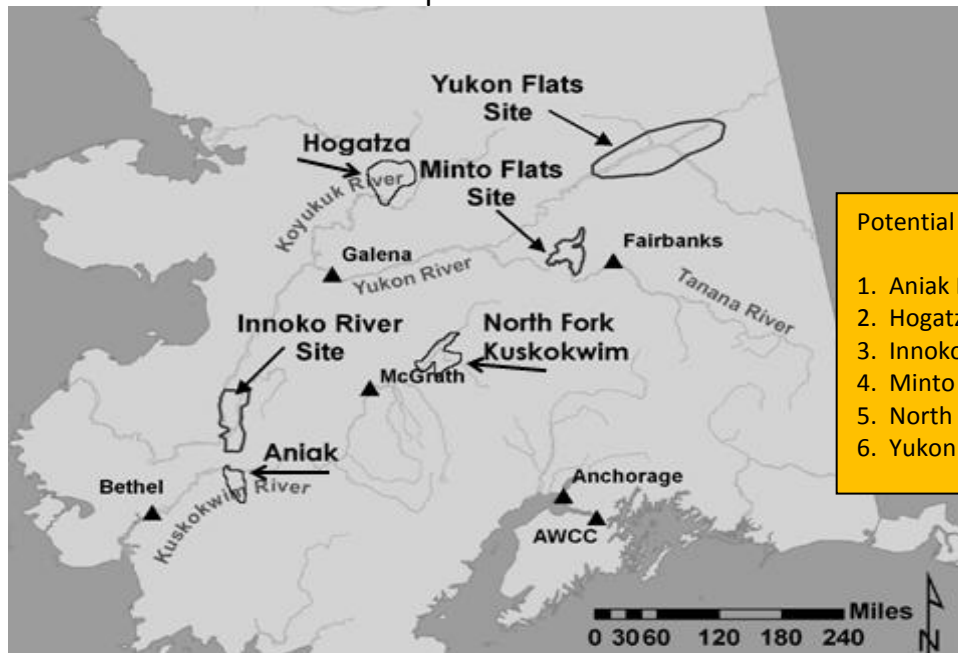 Yukon Flats
Site
Hogatza
Minto Flats
Site
Koyukuk River
Galena
Yukon River
Fairbanks
Tanana River
Innoko River
Site
North Fork
Kuskokwim
McGrath
Aniak
Bethel
Kuskokwim River
Anchorage
AWCC
Miles
0 30 60 120 180 240
N
Potential
1. Aniak
2. Hogatz
3. Innoko
4. Minto
5. North
6. Yukon